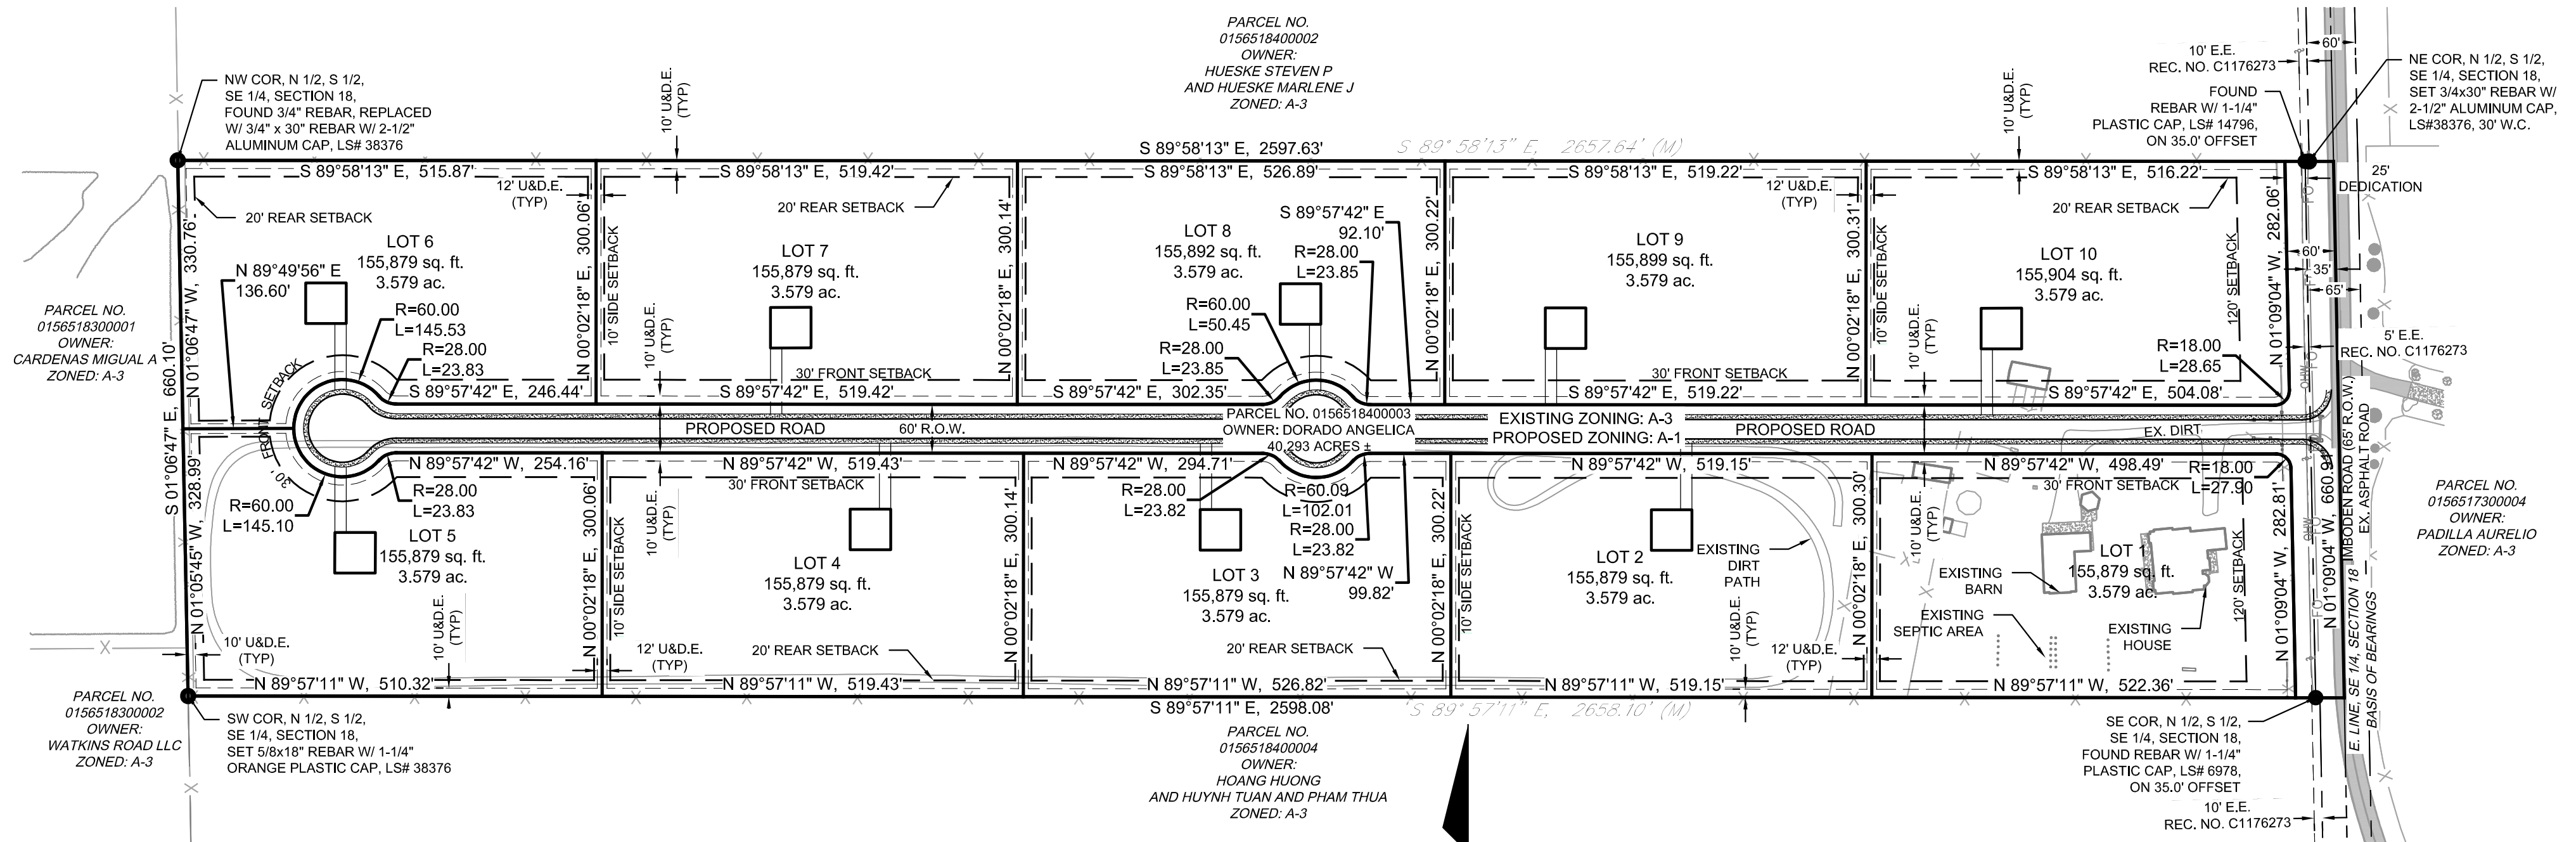 PARCEL NO.
0156518400002
OWNER:
HUESKE STEVEN P
AND HUESKE MARLENE J
ZONED: A-3
NW COR, N 1/2, S 1/2,
SE 1/4, SECTION 18,
FOUND 3/4" REBAR, REPLACED
W/ 3/4" x 30" REBAR W/ 2-1/2"
ALUMINUM CAP, LS# 38376
10' U&D.E.
(TYP)
10' U&D.E.
(TYP)
10' E.E.
REC. NO. C1176273
60'
FOUND
REBAR W/ 1-1/4"
PLASTIC CAP, LS# 14796,
ON 35.0' OFFSET
NE COR, N 1/2, S 1/2,
SE 1/4, SECTION 18,
SET 3/4x30" REBAR W/
2-1/2" ALUMINUM CAP,
LS#38376, 30' W.C.
S 89°58'13" E, 2597.63'
S 89°58'13" E, 2657.64' (M)
S 89°58'13" E, 515.87'
S 89°58'13" E, 519.42'
S 89°58'13" E, 526.89'
S 89°58'13" E, 519.22'
S 89°58'13" E, 516.22'
25'
DEDICATION
12' U&D.E.
(TYP)
12' U&D.E.
(TYP)
20' REAR SETBACK
20' REAR SETBACK
20' REAR SETBACK
N 01°06'47" W, 330.76'
LOT 6
155,879 sq. ft.
3.579 ac.
N 00°02'18" E, 300.06'
10' SIDE SETBACK
LOT 7
155,879 sq. ft.
3.579 ac.
N 00°02'18" E, 300.14'
LOT 8
155,892 sq. ft.
3.579 ac.
S 89°57'42" E
92.10'
R=28.00
L=23.85
N 00°02'18" E, 300.22'
LOT 9
155,899 sq. ft.
3.579 ac.
N 00°02'18" E, 300.31'
10' SIDE SETBACK
LOT 10
155,904 sq. ft.
3.579 ac.
120' SETBACK
N 01°09'04" W, 282.06'
60'
35'
65'
N 89°49'56" E
136.60'
PARCEL NO.
0156518300001
OWNER:
CARDENAS MIGUAL A
ZONED: A-3
R=60.00
L=145.53
R=28.00
L=23.83
R=60.00
L=50.45
R=28.00
L=23.85
10' U&D.E.
(TYP)
10' U&D.E.
(TYP)
R=18.00
L=28.65
5' E.E.
REC. NO. C1176273
30' FRONT SETBACK
30' FRONT SETBACK
30' FRONT SETBACK
S 89°57'42" E, 246.44'
S 89°57'42" E, 519.42'
S 89°57'42" E, 302.35'
S 89°57'42" E, 519.22'
S 89°57'42" E, 504.08'
S 01°06'47" E, 660.10'
PROPOSED ROAD
60' R.O.W.
PARCEL NO. 0156518400003
OWNER: DORADO ANGELICA
40.293 ACRES ±
EXISTING ZONING: A-3
PROPOSED ZONING: A-1
PROPOSED ROAD
EX. DIRT
OHW
FO
OHW
FO
FO
N 89°57'42" W, 254.16'
N 89°57'42" W, 519.43'
N 89°57'42" W, 294.71'
N 89°57'42" W, 519.15'
N 89°57'42" W, 498.49'
30' FRONT SETBACK
30' FRONT SETBACK
R=60.00
L=145.10
R=28.00
L=23.83
R=28.00
L=23.82
R=60.09
L=102.01
R=28.00
L=23.82
N 89°57'42" W
99.82'
R=18.00
L=27.90
10' U&D.E.
(TYP)
10' U&D.E.
(TYP)
N 01°05'45" W, 328.99'
LOT 5
155,879 sq. ft.
3.579 ac.
N 00°02'18" E, 300.06'
10' SIDE SETBACK
LOT 4
155,879 sq. ft.
3.579 ac.
N 00°02'18" E, 300.14'
LOT 3
155,879 sq. ft.
3.579 ac.
N 00°02'18" E, 300.22'
10' SIDE SETBACK
LOT 2
155,879 sq. ft.
3.579 ac.
EXISTING
DIRT
PATH
N 00°02'18" E, 300.30'
LOT 1
155,879 sq. ft.
3.579 ac.
EXISTING
BARN
EXISTING
SEPTIC AREA
EXISTING
HOUSE
120' SETBACK
N 01°09'04" W, 282.81'
N 01°09'04" W, 660.94'
IMBODEN ROAD (65' R.O.W.)
EX. ASPHALT ROAD
E. LINE, SE 1/4, SECTION 18
BASIS OF BEARINGS
PARCEL NO.
0156517300004
OWNER:
PADILLA AURELIO
ZONED: A-3
10' U&D.E.
(TYP)
10' U&D.E.
(TYP)
12' U&D.E.
(TYP)
20' REAR SETBACK
20' REAR SETBACK
10' U&D.E.
(TYP)
12' U&D.E.
(TYP)
N 89°57'11" W, 510.32'
N 89°57'11" W, 519.43'
N 89°57'11" W, 526.82'
N 89°57'11" W, 519.15'
N 89°57'11" W, 522.36'
S 89°57'11" E, 2598.08'
S 89°57'11" E, 2658.10' (M)
PARCEL NO.
0156518300002
OWNER:
WATKINS ROAD LLC
ZONED: A-3
SW COR, N 1/2, S 1/2,
SE 1/4, SECTION 18,
SET 5/8x18" REBAR W/ 1-1/4"
ORANGE PLASTIC CAP, LS# 38376
PARCEL NO.
0156518400004
OWNER:
HOANG HUONG
AND HUYNH TUAN AND PHAM THUA
ZONED: A-3
SE COR, N 1/2, S 1/2,
SE 1/4, SECTION 18,
FOUND REBAR W/ 1-1/4"
PLASTIC CAP, LS# 6978,
ON 35.0' OFFSET
10' E.E.
REC. NO. C1176273